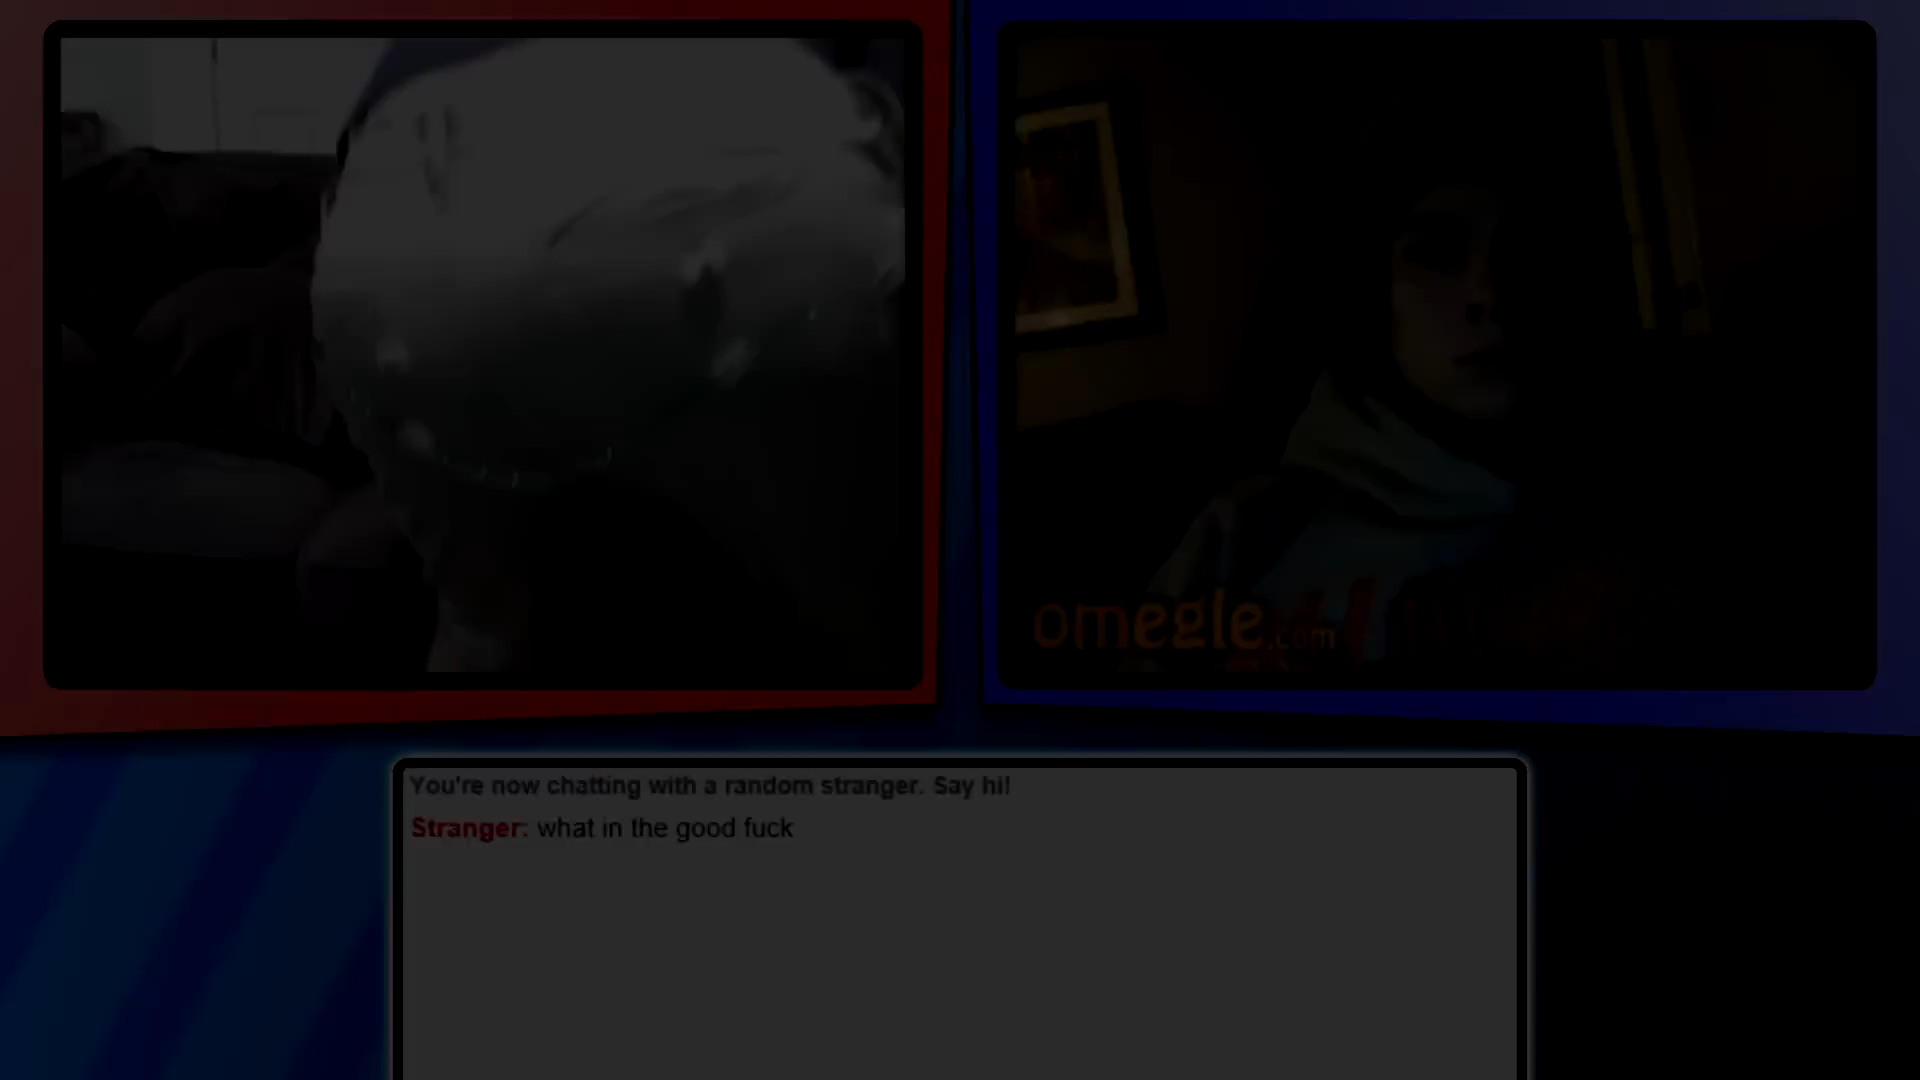 omegle.com
You're now chatting with a random stranger. Say hi!
Stranger: what in the good fuck